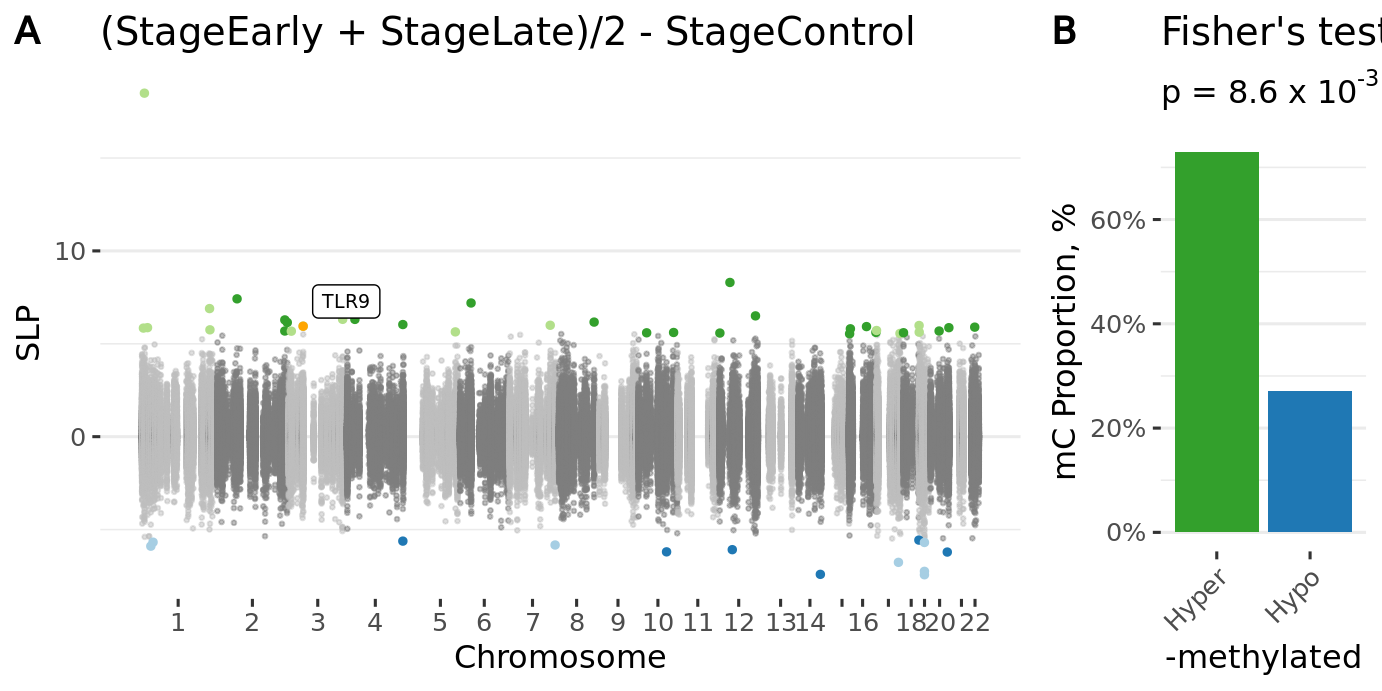 A
(StageEarly + StageLate)/2 - StageControl
SLP
10
0
TLR9
1 2 3 4 5 6 7 8 9 10 11 12 13 14 16 18 20 22
Chromosome
B
Fisher's test
p = 8.6 x 10-3
mC Proportion, %
60%
40%
20%
0%
Hyper
Hypo
-methylated